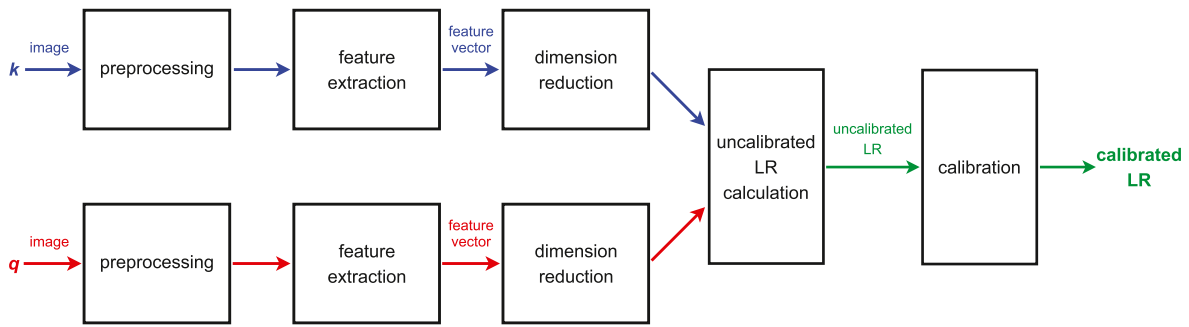 image
k
preprocessing
feature
extraction
feature
vector
dimension
reduction
image
q
preprocessing
feature
extraction
feature
vector
dimension
reduction
uncalibrated
LR
calculation
uncalibrated
LR
calibration
calibrated
LR